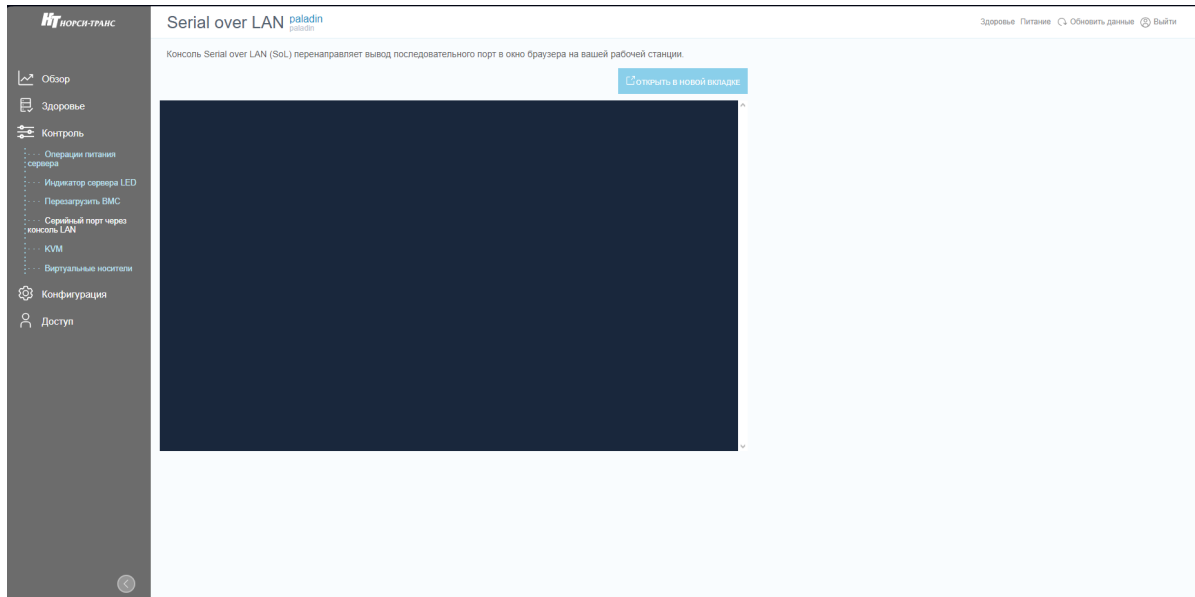 НТ НОРСИ-ТРАНС
Serial over LAN paladin
paladin
Здоровье Питание Обновить данные Выйти
Консоль Serial over LAN (SoL) перенаправляет вывод последовательного порт в окно браузера на вашей рабочей станции.
ОТКРЫТЬ В НОВОЙ ВКЛАДКЕ
Обзор
Здоровье
Контроль
Операции питания
сервера
Индикатор сервера LED
Перезагрузить BMC
Серийный порт через
консоль LAN
KVM
Виртуальные носители
Конфигурация
Доступ